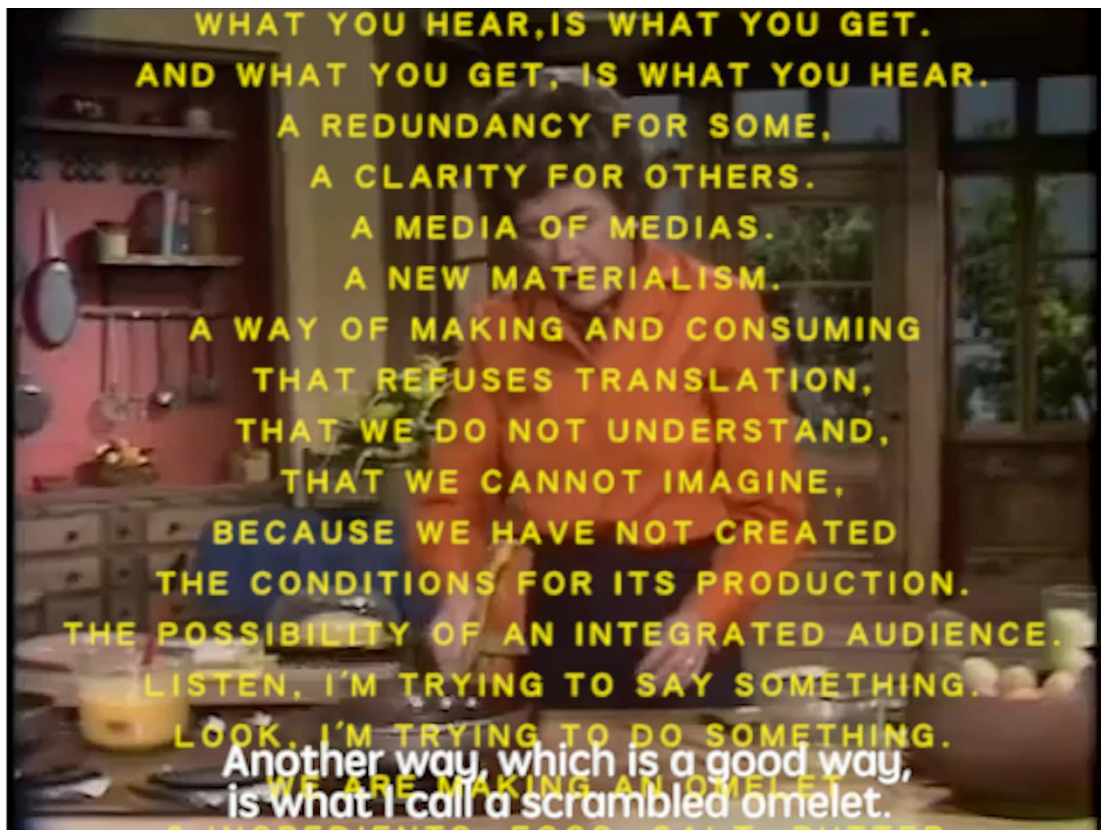 WHAT YOU HEAR,IS WHAT YOU GET.
AND WHAT YOU GET, IS WHAT YOU HEAR.
A REDUNDANCY FOR SOME,
A CLARITY FOR OTHERS.
A MEDIA OF MEDIAS.
A NEW MATERIALISM.
A WAY OF MAKING AND CONSUMING
THAT REFUSES TRANSLATION,
THAT WE DO NOT UNDERSTAND,
THAT WE CANNOT IMAGINE,
BECAUSE WE HAVE NOT CREATED
THE CONDITIONS FOR ITS PRODUCTION.
THE POSSIBILITY OF AN INTEGRATED AUDIENCE.
LISTEN, I'M TRYING TO SAY SOMETHING.
LOOK, I'M TRYING TO DO SOMETHING.
Another way, which is a good way,
WE ARE MAKING AN OMELET
is what I call a scrambled omelet.
INGREDIENTS, EGGS, SALT, BUTTER